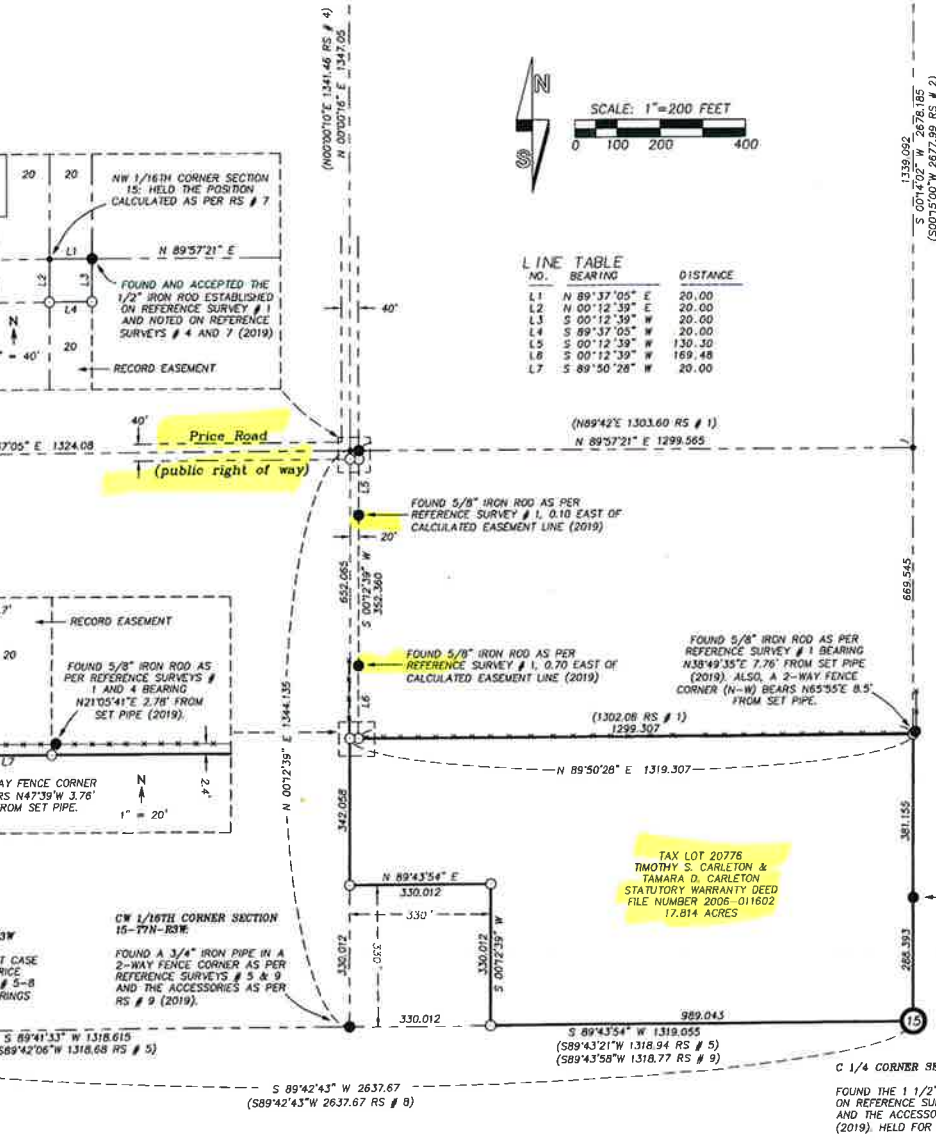 (N00'00'10"E 1341.46 RS # 4)
N 00'00'16" E 1347.05
N
S
SCALE: 1"=200 FEET
0 100 200 400
1339.092
S 00'14'02" W 2678.185
(S00'15'00"W 2677.99 RS # 2)
20 20
NW 1/16TH CORNER SECTION
15: HELD THE POSITION
CALCULATED AS PER RS # 7
L1
N 89'57'21" E
L2
L3
L4
FOUND AND ACCEPTED THE
1/2" IRON ROD ESTABLISHED
ON REFERENCE SURVEY # 1
AND NOTED ON REFERENCE
SURVEYS # 4 AND 7 (2019)
N
" = 40'
20
RECORD EASEMENT
40'
LINE TABLE
NO. BEARING DISTANCE
L1 N 89'37'05" E 20.00
L2 N 00'12'39" E 20.00
L3 S 00'12'39" W 20.00
L4 S 89'37'05" W 20.00
L5 S 00'12'39" W 130.30
L6 S 00'12'39" W 169.48
L7 S 89'50'28" W 20.00
(N89'42'E 1303.60 RS # 1)
N 89'57'21" E 1299.565
7'05" E 1324.08
40'
Price Road
(public right of way)
L5
FOUND 5/8" IRON ROD AS PER
REFERENCE SURVEY # 1, 0.10 EAST OF
CALCULATED EASEMENT LINE (2019)
20'
652.065
S 00'12'39" W
352.360
669.545
FOUND 5/8" IRON ROD AS PER
REFERENCE SURVEY # 1, 0.70 EAST OF
CALCULATED EASEMENT LINE (2019)
L6
FOUND 5/8" IRON ROD AS PER
REFERENCE SURVEY # 1 BEARING
N38'49'35"E 7.76' FROM SET PIPE
(2019). ALSO, A 2-WAY FENCE
CORNER (N-W) BEARS N65'55'E 8.5'
FROM SET PIPE.
7'
RECORD EASEMENT
20
FOUND 5/8" IRON ROD AS
PER REFERENCE SURVEYS #
1 AND 4 BEARING
N21'05'41"E 2.78' FROM
SET PIPE (2019).
L7
AY FENCE CORNER
RS N47'39'W 3.76'
ROM SET PIPE.
N
1" = 20'
2.4'
N 00'12'39" E 1344.135
(1302.06 RS # 1)
1299.307
N 89'50'28" E 1319.307
342.058
381.155
TAX LOT 20776
TIMOTHY S. CARLETON &
TAMARA D. CARLETON
STATUTORY WARRANTY DEED
FILE NUMBER 2006-011602
17.814 ACRES
N 89'43'54" E
330.012
330'
330'
330.012
330.012
S 00'12'39" W
268.393
3W
T CASE
RICE
# 5-8
RINGS
CW 1/16TH CORNER SECTION
15-T7N-R3W:
FOUND A 3/4" IRON PIPE IN A
2-WAY FENCE CORNER AS PER
REFERENCE SURVEYS # 5 & 9
AND THE ACCESSORIES AS PER
RS # 9 (2019).
330.012
989.043
15
S 89'41'33" W 1318.615
S89'42'06"W 1318.68 RS # 5)
S 89'43'54" W 1319.055
(S89'43'21"W 1318.94 RS # 5)
(S89'43'58"W 1318.77 RS # 9)
S 89'42'43" W 2637.67
(S89'42'43"W 2637.67 RS # 8)
C 1/4 CORNER SE
FOUND THE 1 1/2"
ON REFERENCE SU
AND THE ACCESSO
(2019). HELD FOR